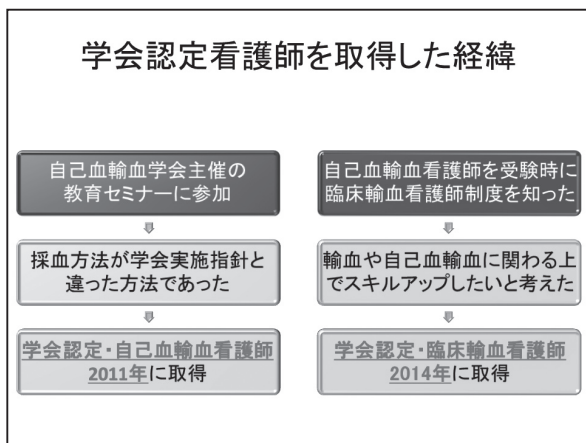 学会認定看護師を取得した経緯
自己血輸血学会主催の
教育セミナーに参加
採血方法が学会実施指針と
違った方法であった
学会認定・自己血輸血看護師
2011年に取得
自己血輸血看護師を受験時に
臨床輸血看護師制度を知った
輸血や自己血輸血に関わる上
でスキルアップしたいと考えた
学会認定・臨床輸血看護師
2014年に取得